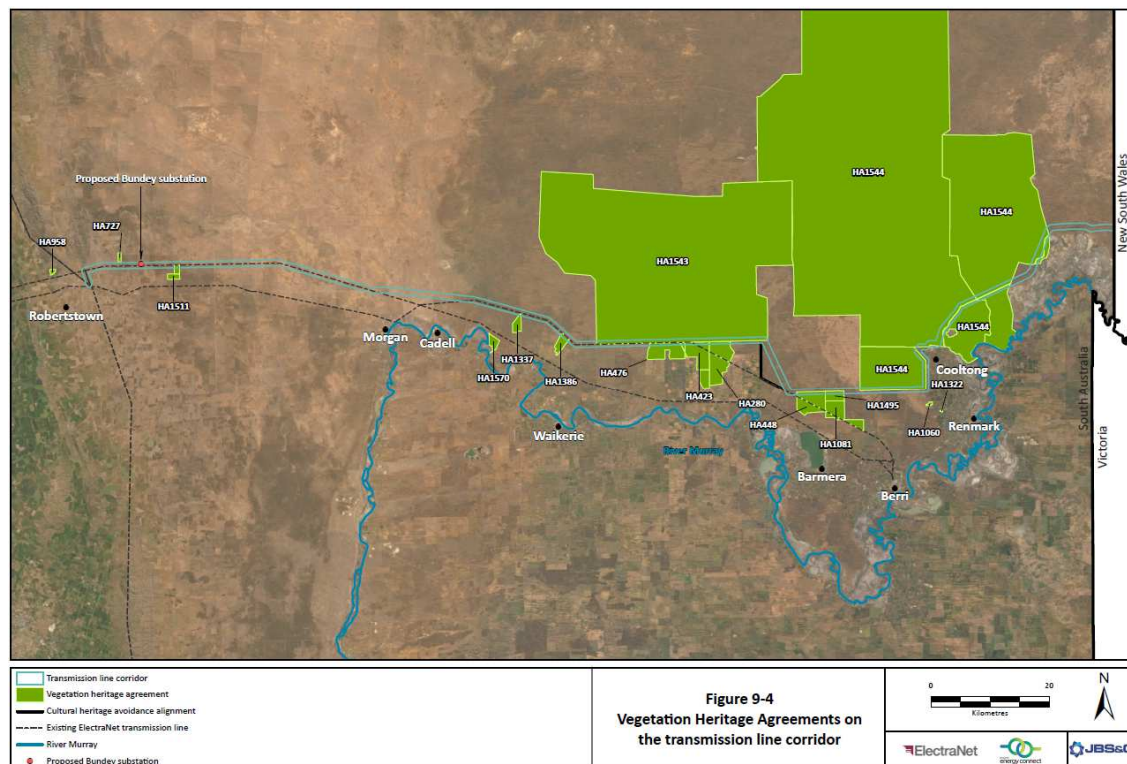 Proposed Bundey substation
HA958
HA727
HA1511
Robertstown
Morgan
Cadell
HA1570
HA1337
HA1386
Waikerie
HA1543
HA476
HA423
HA280
River Murray
HA1544
HA1544
HA1544
HA1544
Cooltong
HA1322
HA1495
HA448
HA1081
HA1060
Renmark
Barmera
Berri
New South Wales
South Australia
Victoria
Transmission line corridor
Vegetation heritage agreement
Cultural heritage avoidance alignment
Existing ElectraNet transmission line
River Murray
Proposed Bundey substation
Figure 9-4
Vegetation Heritage Agreements on
the transmission line corridor
0 20
Kilometres
N
ElectraNet
energy connect
JBS&G